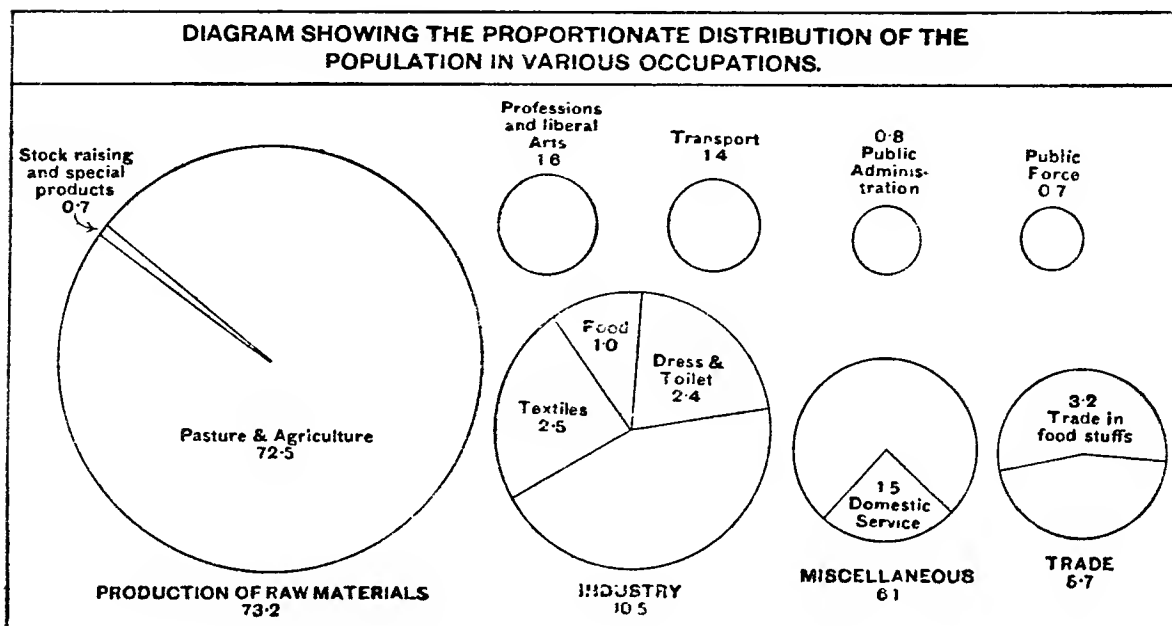 DIAGRAM SHOWING THE PROPORTIONATE DISTRIBUTION OF THE
POPULATION IN VARIOUS OCCUPATIONS.
Stock raising
and special
products
0·7
Pasture & Agriculture
72·5
PRODUCTION OF RAW MATERIALS
73·2
Professions
and liberal
Arts
1 6
Transport
1 4
0·8
Public
Adminis-
tration
Public
Force
0 7
Food
1·0
Dress &
Toilet
2·4
Textiles
2·5
INDUSTRY
10 5
1 5
Domestic
Service
MISCELLANEOUS
6 1
3·2
Trade in
food stuffs
TRADE
5·7